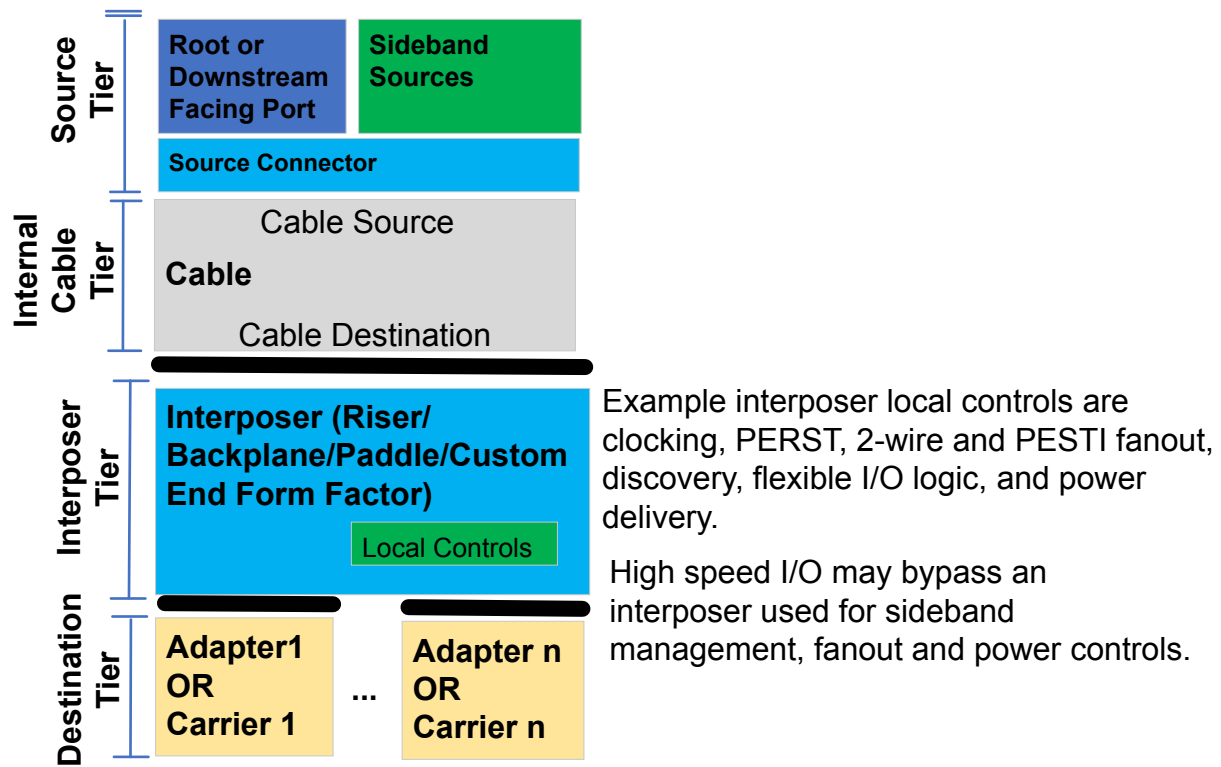 Source
Tier
Root or
Downstream
Facing Port
Sideband
Sources
Source Connector
Internal
Cable
Tier
Cable Source
Cable
Cable Destination
Interposer
Tier
Interposer (Riser/
Backplane/Paddle/Custom
End Form Factor)
Local Controls
Example interposer local controls are
clocking, PERST, 2-wire and PESTI fanout,
discovery, flexible I/O logic, and power
delivery.
High speed I/O may bypass an
interposer used for sideband
management, fanout and power controls.
Destination
Tier
Adapter1
OR
Carrier 1
...
Adapter n
OR
Carrier n